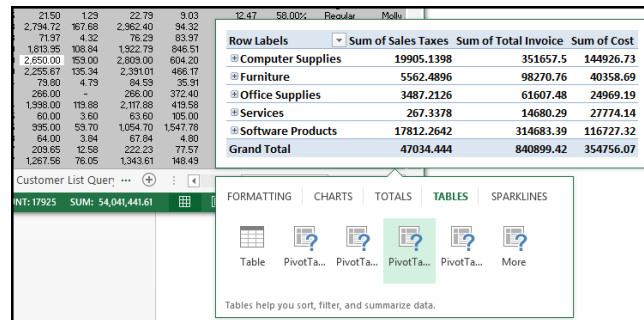 21.50 1.29 22.79 9.03 12.47 58.00% Regular Molly
2,794.72 167.68 2,962.40 94.32
71.97 4.32 76.29 83.97
1,813.95 108.84 1,922.79 846.51
2,650.00 159.00 2,809.00 604.20
2,255.67 135.34 2,391.01 466.17
79.80 4.79 84.59 35.91
266.00 - 266.00 372.40
1,998.00 119.88 2,117.88 419.58
60.00 3.60 63.60 105.00
995.00 59.70 1,054.70 1,547.78
64.00 3.84 67.84 4.80
209.65 12.58 222.23 77.57
1,267.56 76.05 1,343.61 148.49
Row Labels Sum of Sales Taxes Sum of Total Invoice Sum of Cost
Computer Supplies 19905.1398 351657.5 144926.73
Furniture 5562.4896 98270.76 40358.69
Office Supplies 3487.2126 61607.48 24969.19
Services 267.3378 14680.29 27774.14
Software Products 17812.2642 314683.39 116727.32
Grand Total 47034.444 840899.42 354756.07
Customer List Query ...
NT: 17925 SUM: 54,041,441.61
FORMATTING CHARTS TOTALS TABLES SPARKLINES
Table PivotTa... PivotTa... PivotTa... PivotTa... More
Tables help you sort, filter, and summarize data.